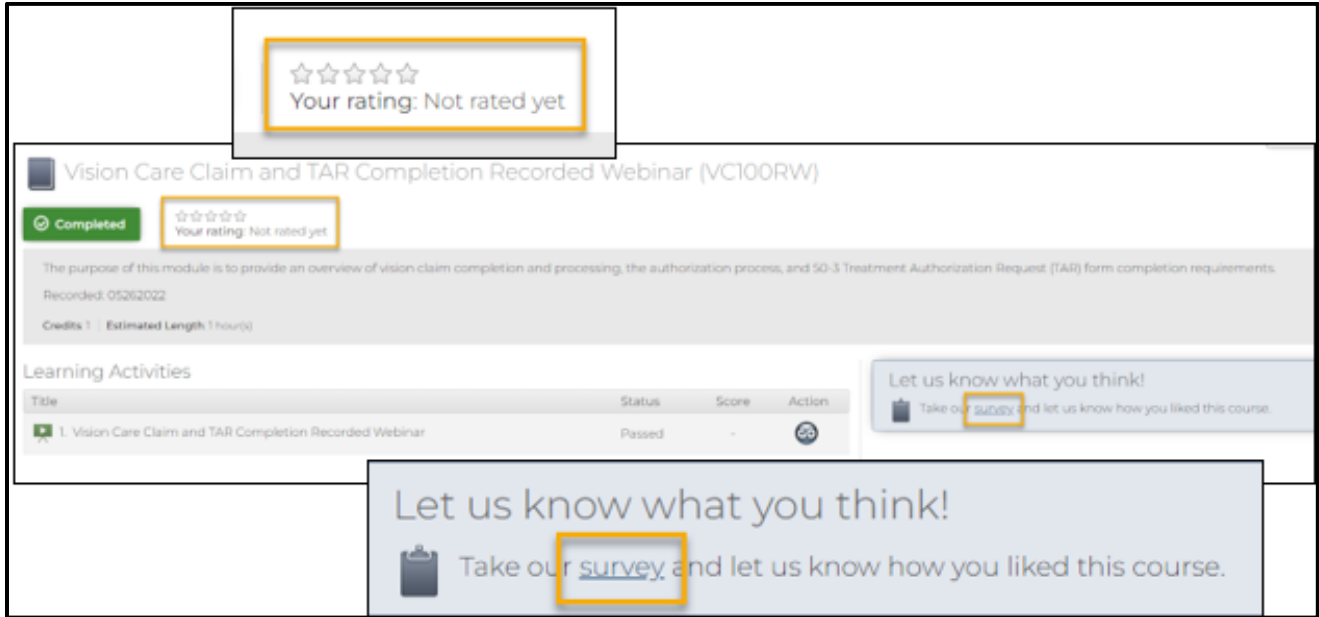 Your rating: Not rated yet
Vision Care Claim and TAR Completion Recorded Webinar (VC100RW)
Completed
Your rating: Not rated yet
The purpose of this module is to provide an overview of vision claim completion and processing, the authorization process, and 50-3 Treatment Authorization Request (TAR) form completion requirements.
Recorded: 05262022
Credits 1 | Estimated Length 1 hour(s)
Learning Activities
Title Status Score Action
1. Vision Care Claim and TAR Completion Recorded Webinar Passed -
Let us know what you think!
Take our survey and let us know how you liked this course.
Let us know what you think!
Take our survey and let us know how you liked this course.